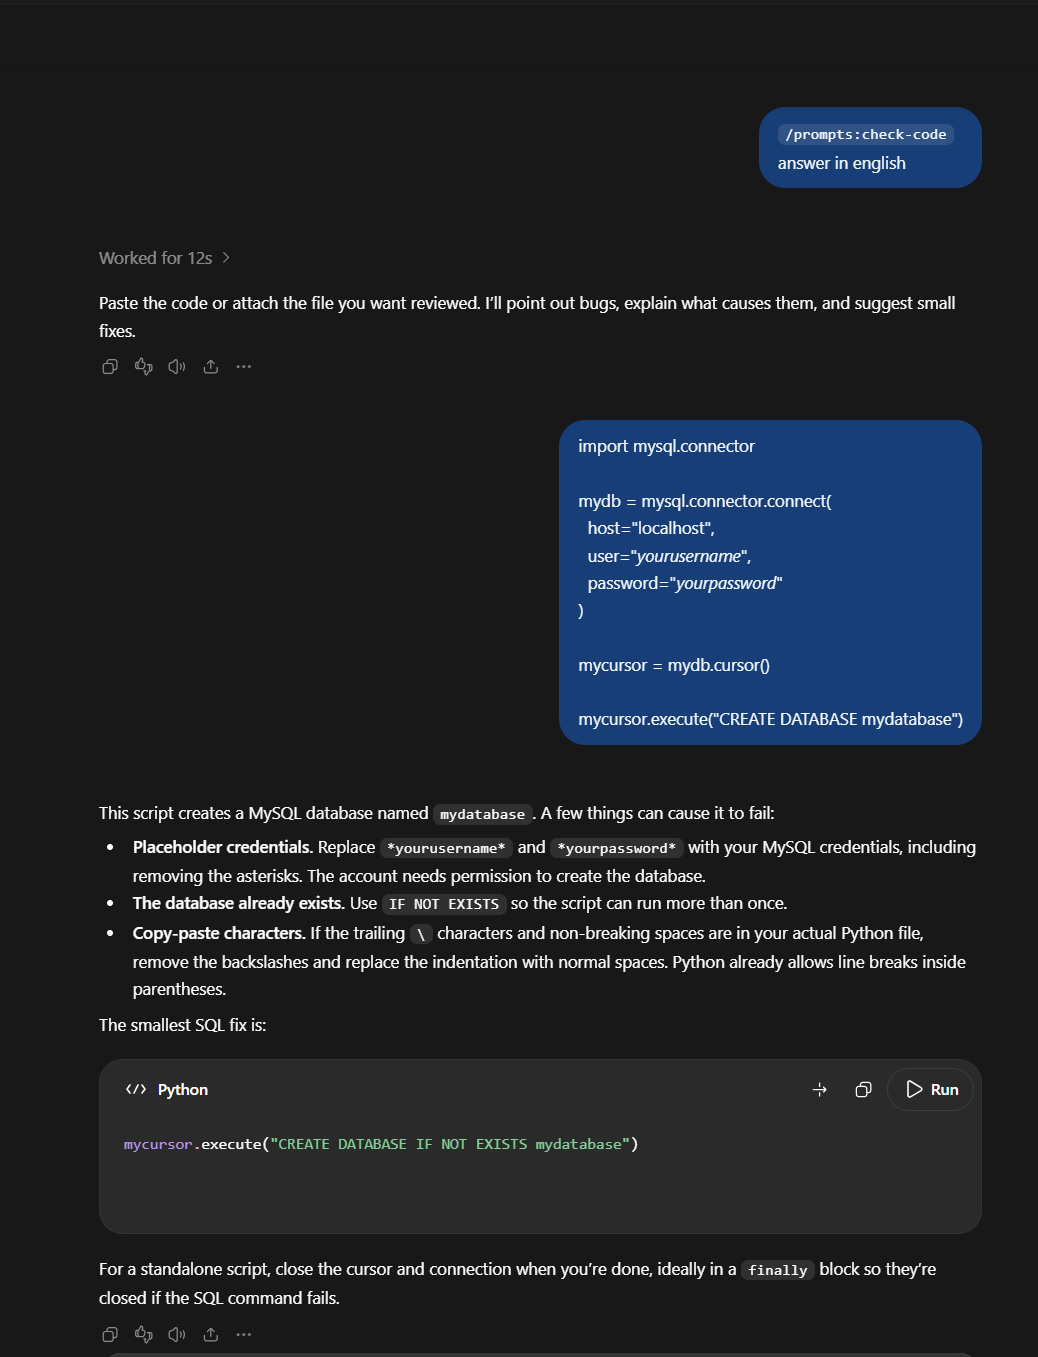 /prompts:check-code
answer in english
Worked for 12s
Paste the code or attach the file you want reviewed. I’ll point out bugs, explain what causes them, and suggest small
fixes.
import mysql.connector
mydb = mysql.connector.connect(
host="localhost",
user="yourusername",
password="yourpassword"
)
mycursor = mydb.cursor()
mycursor.execute("CREATE DATABASE mydatabase")
This script creates a MySQL database named mydatabase. A few things can cause it to fail:
• Placeholder credentials. Replace *yourusername* and *yourpassword* with your MySQL credentials, including
removing the asterisks. The account needs permission to create the database.
• The database already exists. Use IF NOT EXISTS so the script can run more than once.
• Copy-paste characters. If the trailing \ characters and non-breaking spaces are in your actual Python file,
remove the backslashes and replace the indentation with normal spaces. Python already allows line breaks inside
parentheses.
The smallest SQL fix is:
</> Python
Run
mycursor.execute("CREATE DATABASE IF NOT EXISTS mydatabase")
For a standalone script, close the cursor and connection when you’re done, ideally in a finally block so they’re
closed if the SQL command fails.